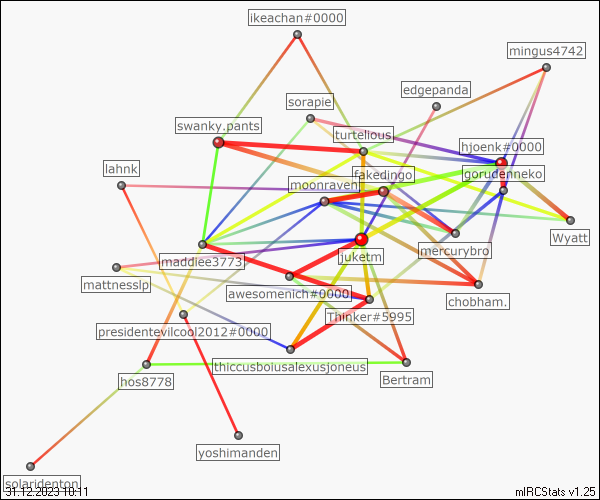 ikeachan#0000
mingus4742
edgepanda
sorapie
swanky.pants
turtelious
hjoenk#0000
lahnk
fakedingo
goridenneko
moonraven
Wyatt
mercurybro
maddiee3773
juketm
mattnesslp
awesomenich#0000
chobham.
Thinker#5995
presidentevilcool2012#0000
thiccusboiusalexusjoneus
hos8778
Bertram
yoshimanden
solaridenton
31.12.2023 10:11
mIRCStats v1.25